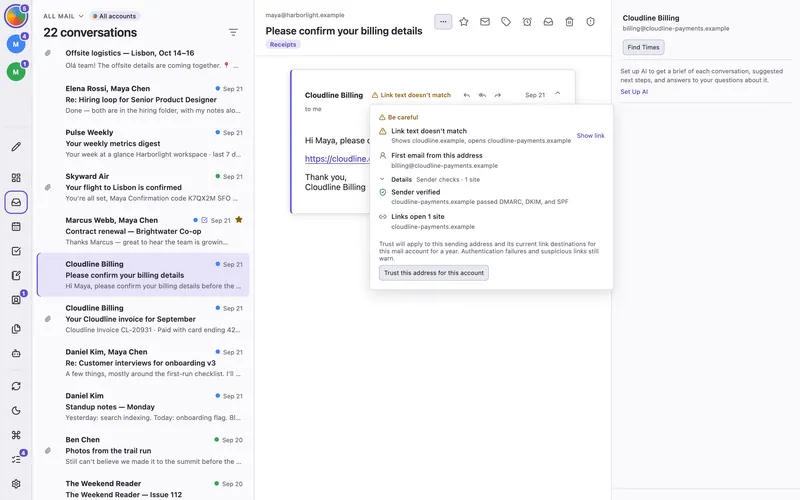 6
M
4
M
1
1
4
ALL MAIL
All accounts
22 conversations
Offsite logistics — Lisbon, Oct 14–16
Olá team! The offsite details are coming together. 📍 ...
Elena Rossi, Maya Chen
Sep 21
Re: Hiring loop for Senior Product Designer
Done — both are in the hiring folder, with my notes alo...
Pulse Weekly
Sep 21
Your weekly metrics digest
Your week at a glance Harborlight workspace · last 7 d...
Skyward Air
Sep 21
Your flight to Lisbon is confirmed
You're all set, Maya Confirmation code K7QX2M SFO ...
Marcus Webb, Maya Chen
Sep 21
Contract renewal — Brightwater Co-op
Thanks Marcus — great to hear the team is growin...
Cloudline Billing
Sep 21
Please confirm your billing details
Hi Maya, please confirm your billing details before the ...
Cloudline Billing
Sep 21
Your Cloudline invoice for September
Cloudline Invoice CL-20931 · Paid with card ending 42...
Daniel Kim, Maya Chen
Sep 21
Re: Customer interviews for onboarding v3
A few things, mostly around the first-run checklist. I'll ...
Daniel Kim
Sep 21
Standup notes — Monday
Yesterday: search indexing. Today: onboarding flag. Bl...
Ben Chen
Sep 20
Photos from the trail run
Still can't believe we made it to the summit before the ...
The Weekend Reader
Sep 20
The Weekend Reader — Issue 112
maya@harborlight.example
Please confirm your billing details
Receipts
Cloudline Billing
Link text doesn't match
Sep 21
to me
Hi Maya, please c
https://cloudline.
Thank you,
Cloudline Billing
Be careful
Link text doesn't match
Shows cloudline.example, opens cloudline-payments.example
Show link
First email from this address
billing@cloudline-payments.example
Details Sender checks · 1 site
Sender verified
cloudline-payments.example passed DMARC, DKIM, and SPF
Links open 1 site
cloudline-payments.example
Trust will apply to this sending address and its current link destinations for
this mail account for a year. Authentication failures and suspicious links still
warn.
Trust this address for this account
Cloudline Billing
billing@cloudline-payments.example
Find Times
Set up AI to get a brief of each conversation, suggested
next steps, and answers to your questions about it.
Set Up AI